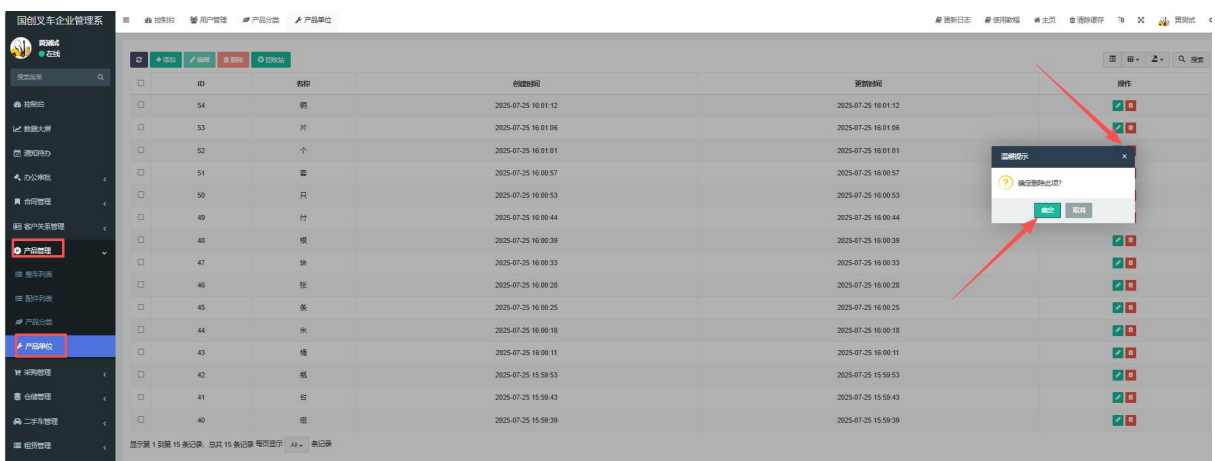 国创叉车企业管理系
控制台 用户管理 产品分类 产品单位
更新日志 使用教程 主页 清除缓存 黄测试
黄测试
在线
搜索菜单
添加 编辑 删除 回收站
搜索
ID 名称 创建时间 更新时间 操作
控制台
数据大屏
通知待办
办公审批
合同管理
客户关系管理
产品管理
整车列表
配件列表
产品分类
产品单位
采购管理
仓储管理
二手车管理
租赁管理
54 2025-07-25 16:01:12 2025-07-25 16:01:12
53 片 2025-07-25 16:01:06 2025-07-25 16:01:06
52 个 2025-07-25 16:01:01 2025-07-25 16:01:01
51 套 2025-07-25 16:00:57 2025-07-25 16:00:57
50 只 2025-07-25 16:00:53 2025-07-25 16:00:53
49 付 2025-07-25 16:00:44 2025-07-25 16:00:44
48 根 2025-07-25 16:00:39 2025-07-25 16:00:39
47 块 2025-07-25 16:00:33 2025-07-25 16:00:33
46 张 2025-07-25 16:00:28 2025-07-25 16:00:28
45 条 2025-07-25 16:00:25 2025-07-25 16:00:25
44 米 2025-07-25 16:00:18 2025-07-25 16:00:18
43 桶 2025-07-25 16:00:11 2025-07-25 16:00:11
42 瓶 2025-07-25 15:59:53 2025-07-25 15:59:53
41 台 2025-07-25 15:59:43 2025-07-25 15:59:43
40 组 2025-07-25 15:59:39 2025-07-25 15:59:39
显示第 1 到第 15 条记录，总共 15 条记录 每页显示 All 条记录
温馨提示 ×
确定删除此项?
确定 取消